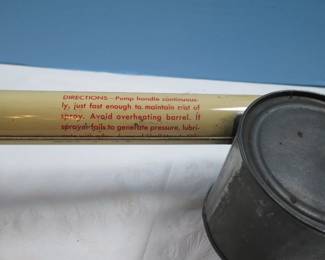 DIRECTIONS—Pump handle continuous-
ly, just fast enough to maintain mist of
spray. Avoid overheating barrel. If
sprayer fails to generate pressure, lubri-